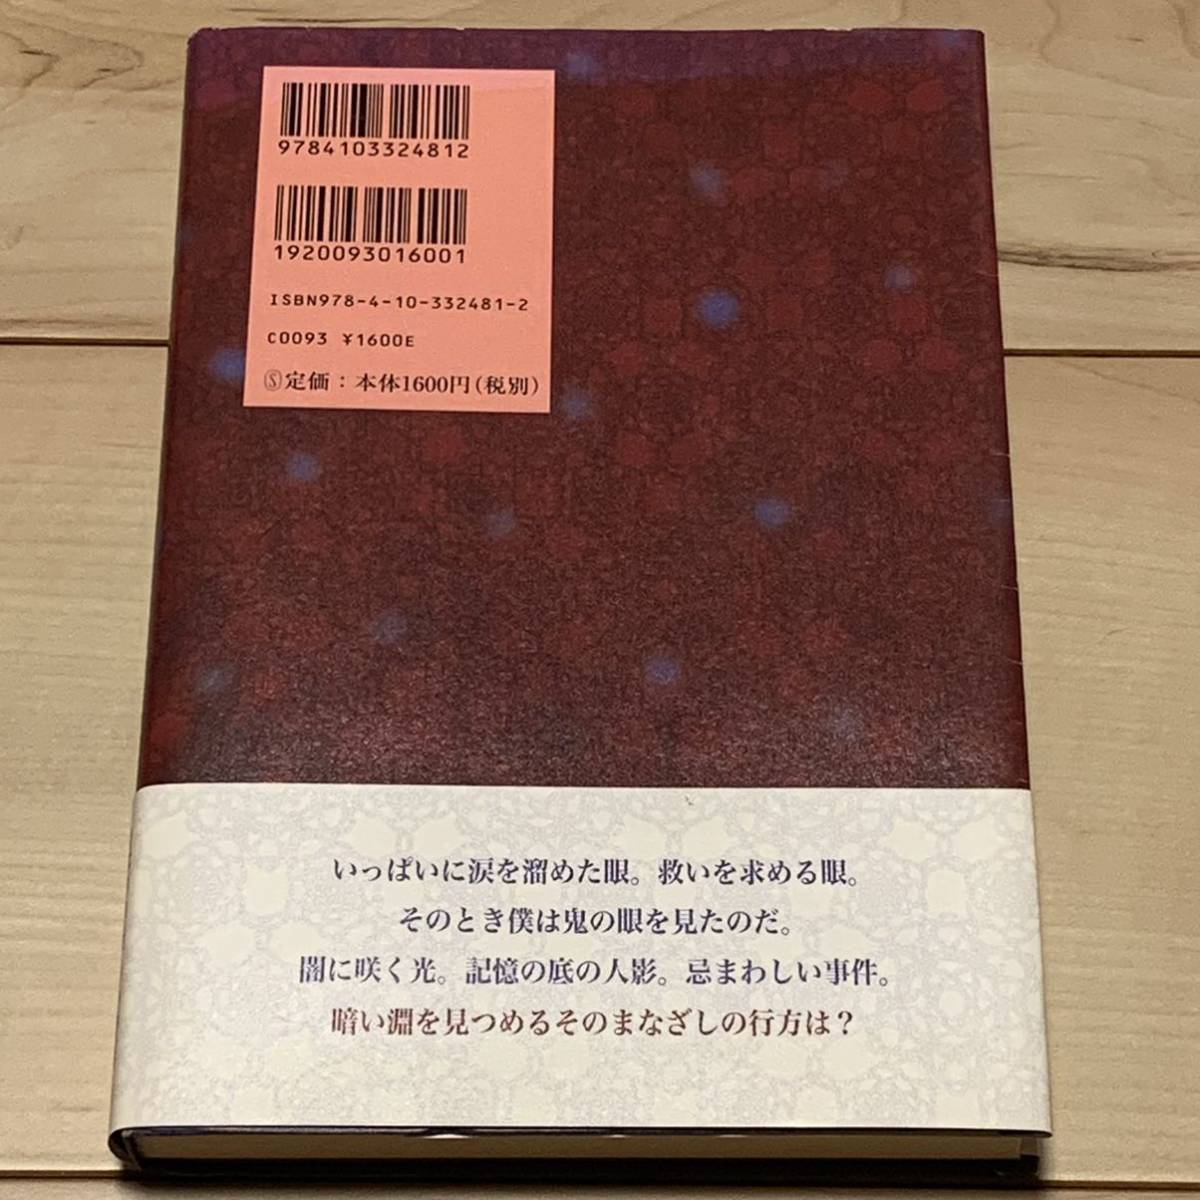 9784103324812
1920093016001
ISBN978-4-10-332481-2
C0093 ¥1600E
Ⓢ定価：本体1600円(税別)
いっぱいに涙を溜めた眼。救いを求める眼。
そのとき僕は鬼の眼を見たのだ。
闇に咲く光。記憶の底の人影。忌まわしい事件。
暗い淵を見つめるそのまなざしの行方は？